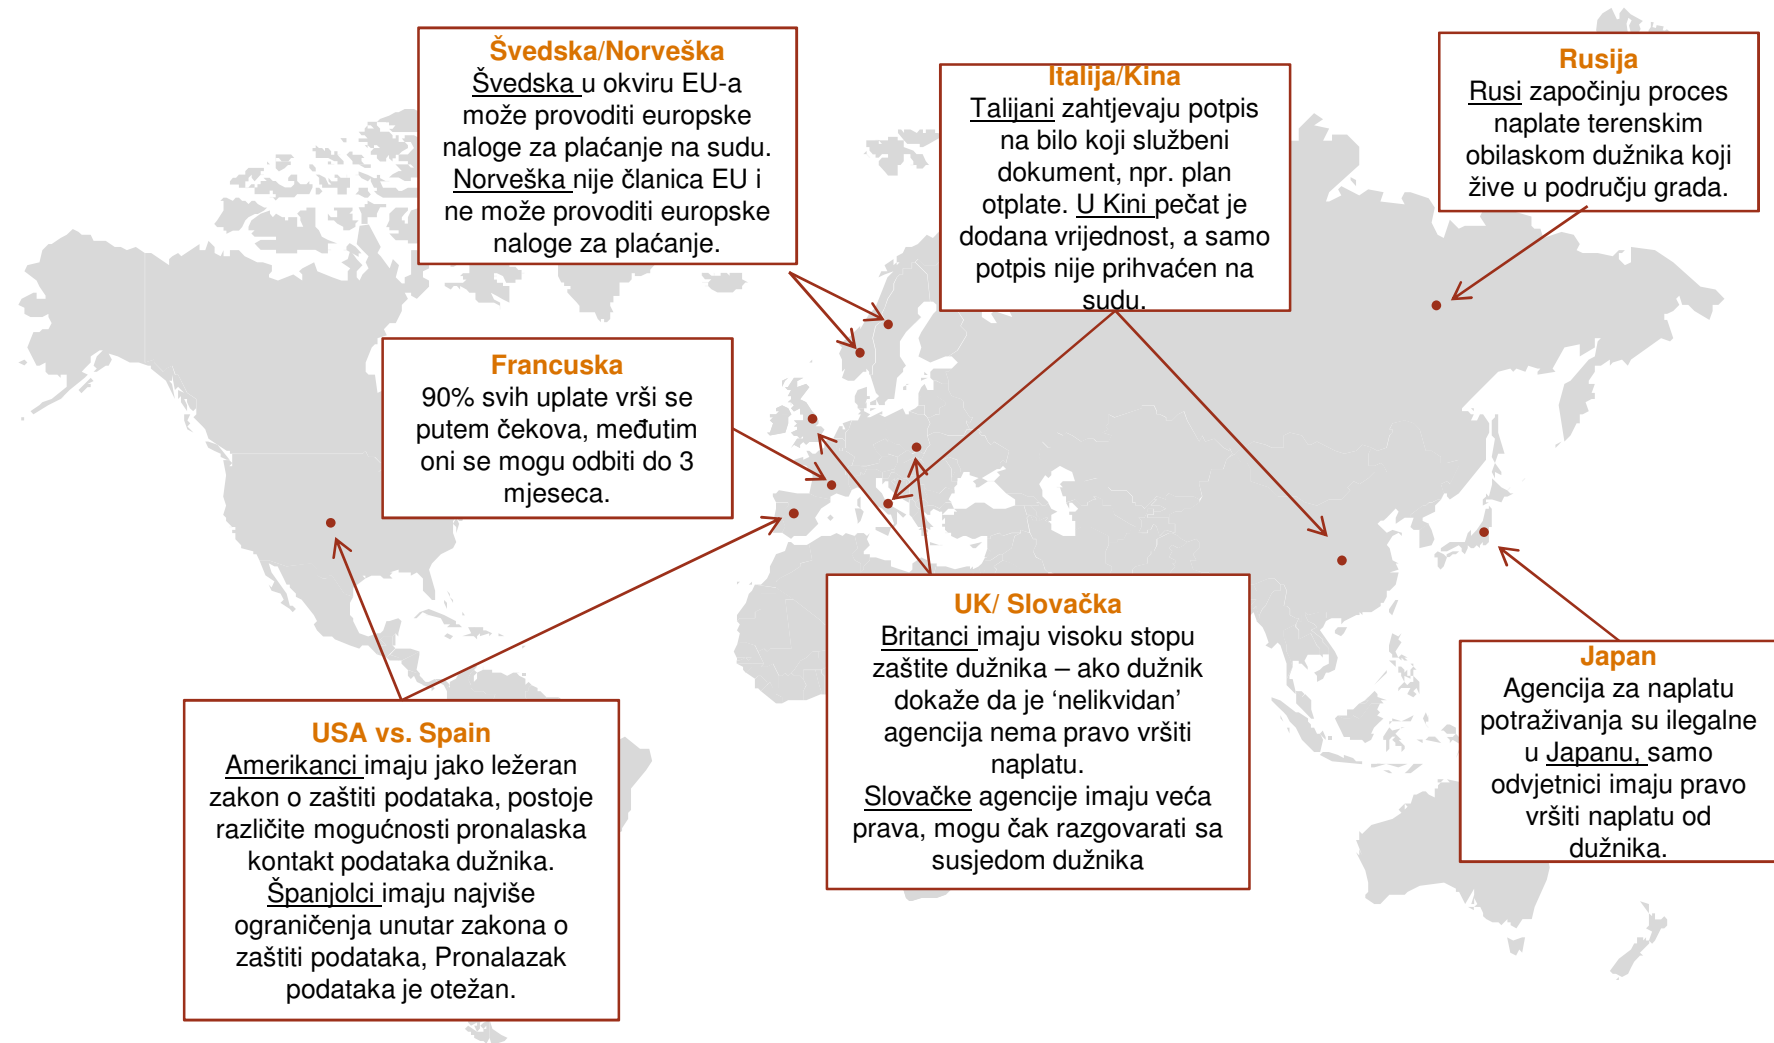 Švedska/Norveška
Švedska u okviru EU-a
može provoditi europske
naloge za plaćanje na sudu.
Norveška nije članica EU i
ne može provoditi europske
naloge za plaćanje.
Italija/Kina
Talijani zahtjevaju potpis
na bilo koji službeni
dokument, npr. plan
otplate. U Kini pečat je
dodana vrijednost, a samo
potpis nije prihvaćen na
sudu.
Rusija
Rusi započinju proces
naplate terenskim
obilaskom dužnika koji
žive u području grada.
Francuska
90% svih uplate vrši se
putem čekova, međutim
oni se mogu odbiti do 3
mjeseca.
UK/ Slovačka
Britanci imaju visoku stopu
zaštite dužnika – ako dužnik
dokaže da je ‘nelikvidan’
agencija nema pravo vršiti
naplatu.
Slovačke agencije imaju veća
prava, mogu čak razgovarati sa
susjedom dužnika
Japan
Agencija za naplatu
potraživanja su ilegalne
u Japanu, samo
odvjetnici imaju pravo
vršiti naplatu od
dužnika.
USA vs. Spain
Amerikanci imaju jako ležeran
zakon o zaštiti podataka, postoje
različite mogućnosti pronalaska
kontakt podataka dužnika.
Španjolci imaju najviše
ograničenja unutar zakona o
zaštiti podataka, Pronalazak
podataka je otežan.